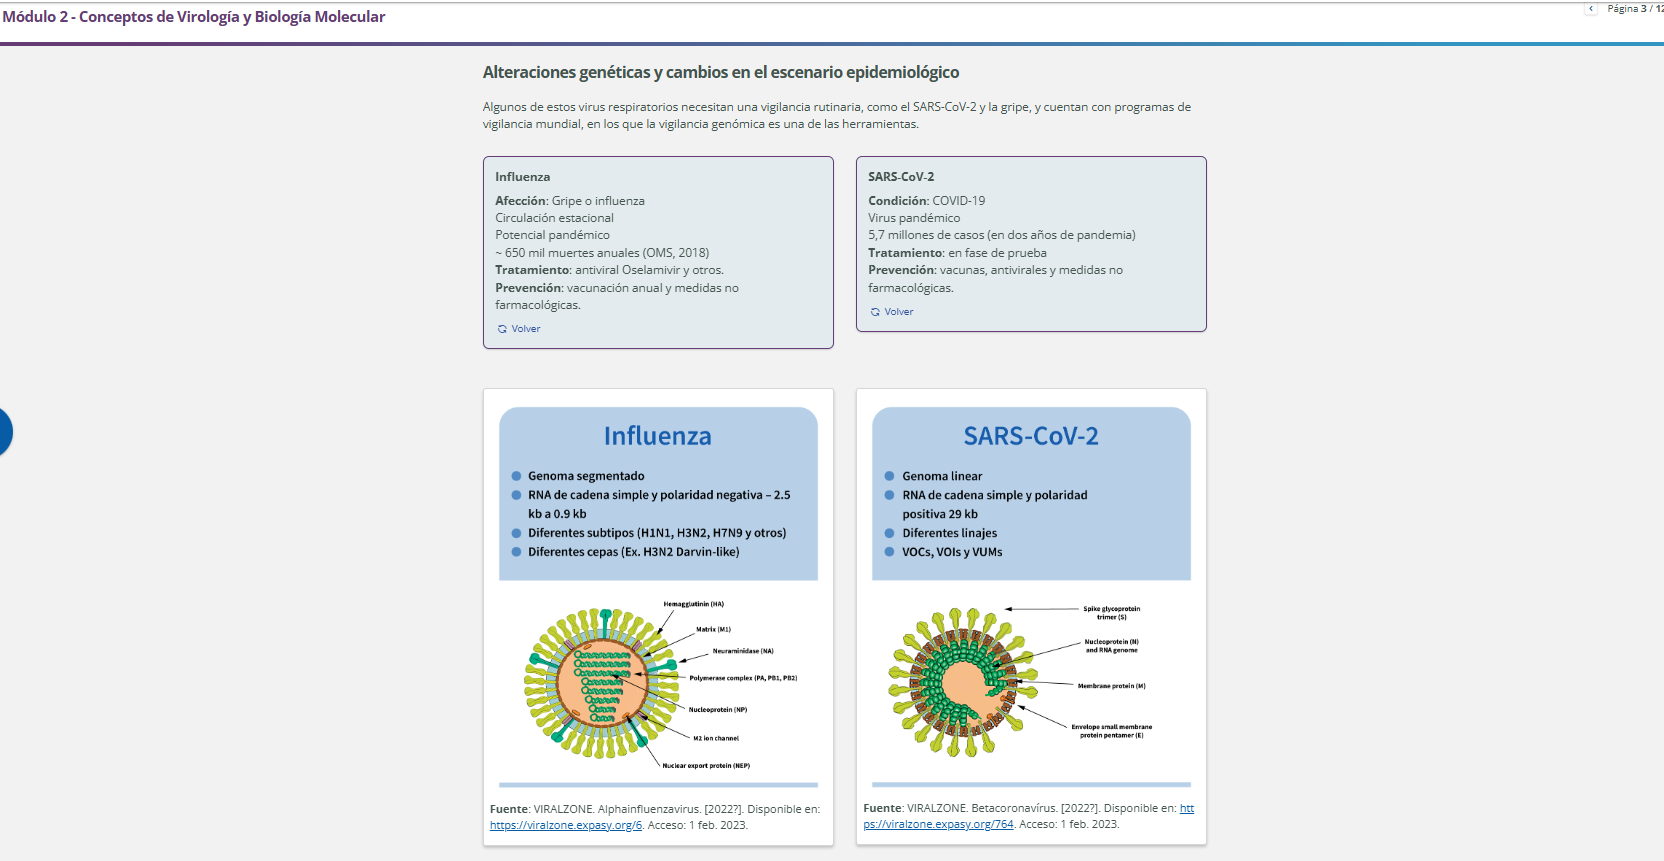 Módulo 2 - Conceptos de Virología y Biología Molecular
Página 3 / 12
Alteraciones genéticas y cambios en el escenario epidemiológico
Algunos de estos virus respiratorios necesitan una vigilancia rutinaria, como el SARS-CoV-2 y la gripe, y cuentan con programas de
vigilancia mundial, en los que la vigilancia genómica es una de las herramientas.
Influenza
Afección: Gripe o influenza
Circulación estacional
Potencial pandémico
~ 650 mil muertes anuales (OMS, 2018)
Tratamiento: antiviral Oselamivir y otros.
Prevención: vacunación anual y medidas no
farmacológicas.
Volver
SARS-CoV-2
Condición: COVID-19
Virus pandémico
5,7 millones de casos (en dos años de pandemia)
Tratamiento: en fase de prueba
Prevención: vacunas, antivirales y medidas no
farmacológicas.
Volver
Influenza
Genoma segmentado
RNA de cadena simple y polaridad negativa – 2.5
kb a 0.9 kb
Diferentes subtipos (H1N1, H3N2, H7N9 y otros)
Diferentes cepas (Ex. H3N2 Darvin-like)
Hemagglutinin (HA)
Matrix (M1)
Neuraminidase (NA)
Polymerase complex (PA, PB1, PB2)
Nucleoprotein (NP)
M2 ion channel
Nuclear export protein (NEP)
Fuente: VIRALZONE. Alphainfluenzavirus. [2022?]. Disponible en:
https://viralzone.expasy.org/6. Acceso: 1 feb. 2023.
SARS-CoV-2
Genoma linear
RNA de cadena simple y polaridad
positiva 29 kb
Diferentes linajes
VOCs, VOIs y VUMs
Spike glycoprotein
trimer (S)
Nucleoprotein (N)
and RNA genome
Membrane protein (M)
Envelope small membrane
protein pentamer (E)
Fuente: VIRALZONE. Betacoronavírus. [2022?]. Disponible en: htt
ps://viralzone.expasy.org/764. Acceso: 1 feb. 2023.